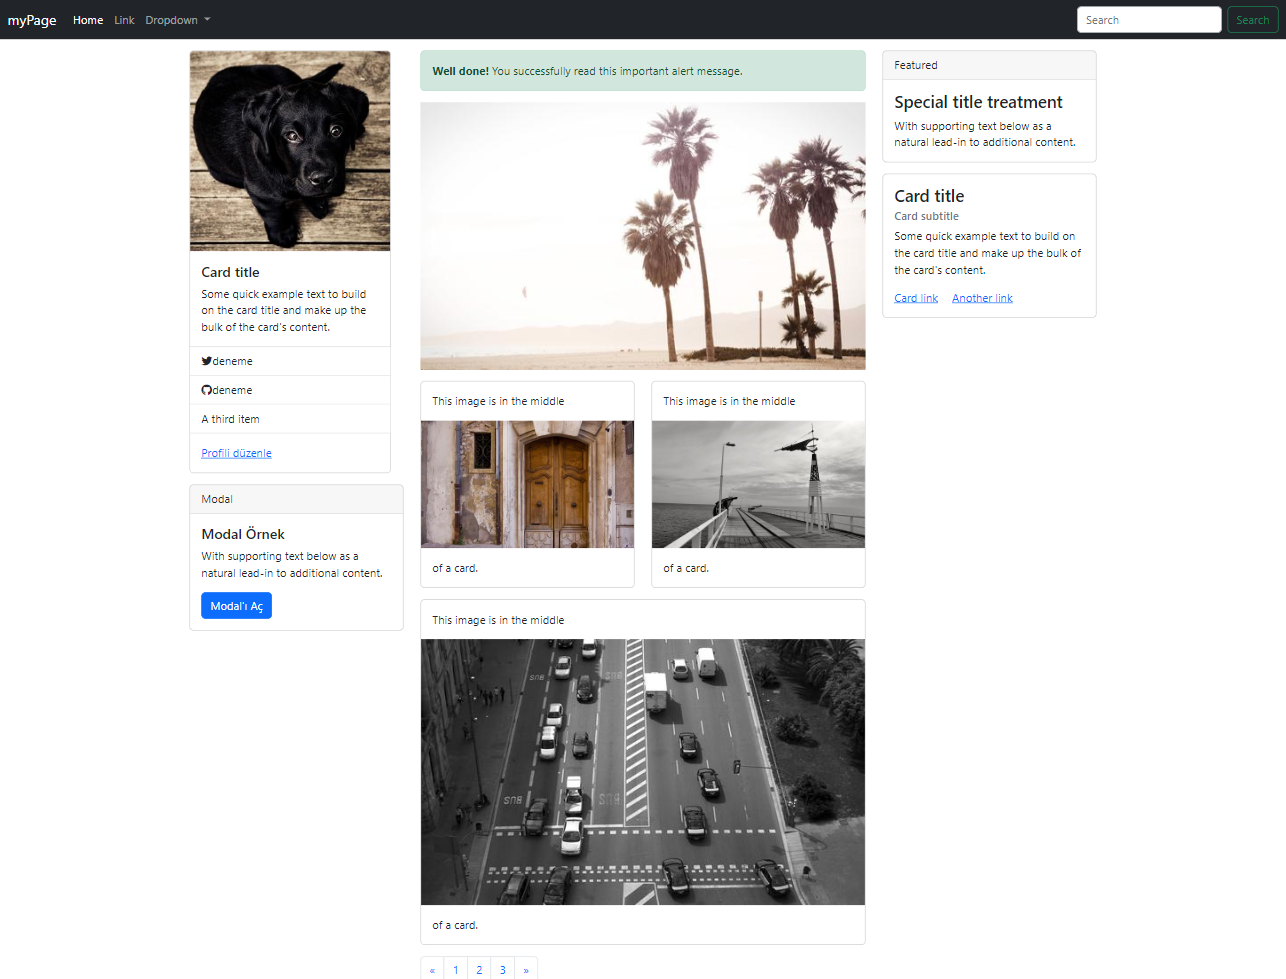 myPage Home Link Dropdown Search Search
Card title
Some quick example text to build
on the card title and make up the
bulk of the card's content.
deneme
deneme
A third item
Profili düzenle
Modal
Modal Örnek
With supporting text below as a
natural lead-in to additional content.
Modal'ı Aç
Well done! You successfully read this important alert message.
This image is in the middle
of a card.
This image is in the middle
of a card.
This image is in the middle
BUS
BUS
BUS
BUS
of a card.
« 1 2 3 »
Featured
Special title treatment
With supporting text below as a
natural lead-in to additional content.
Card title
Card subtitle
Some quick example text to build on
the card title and make up the bulk of
the card's content.
Card link Another link